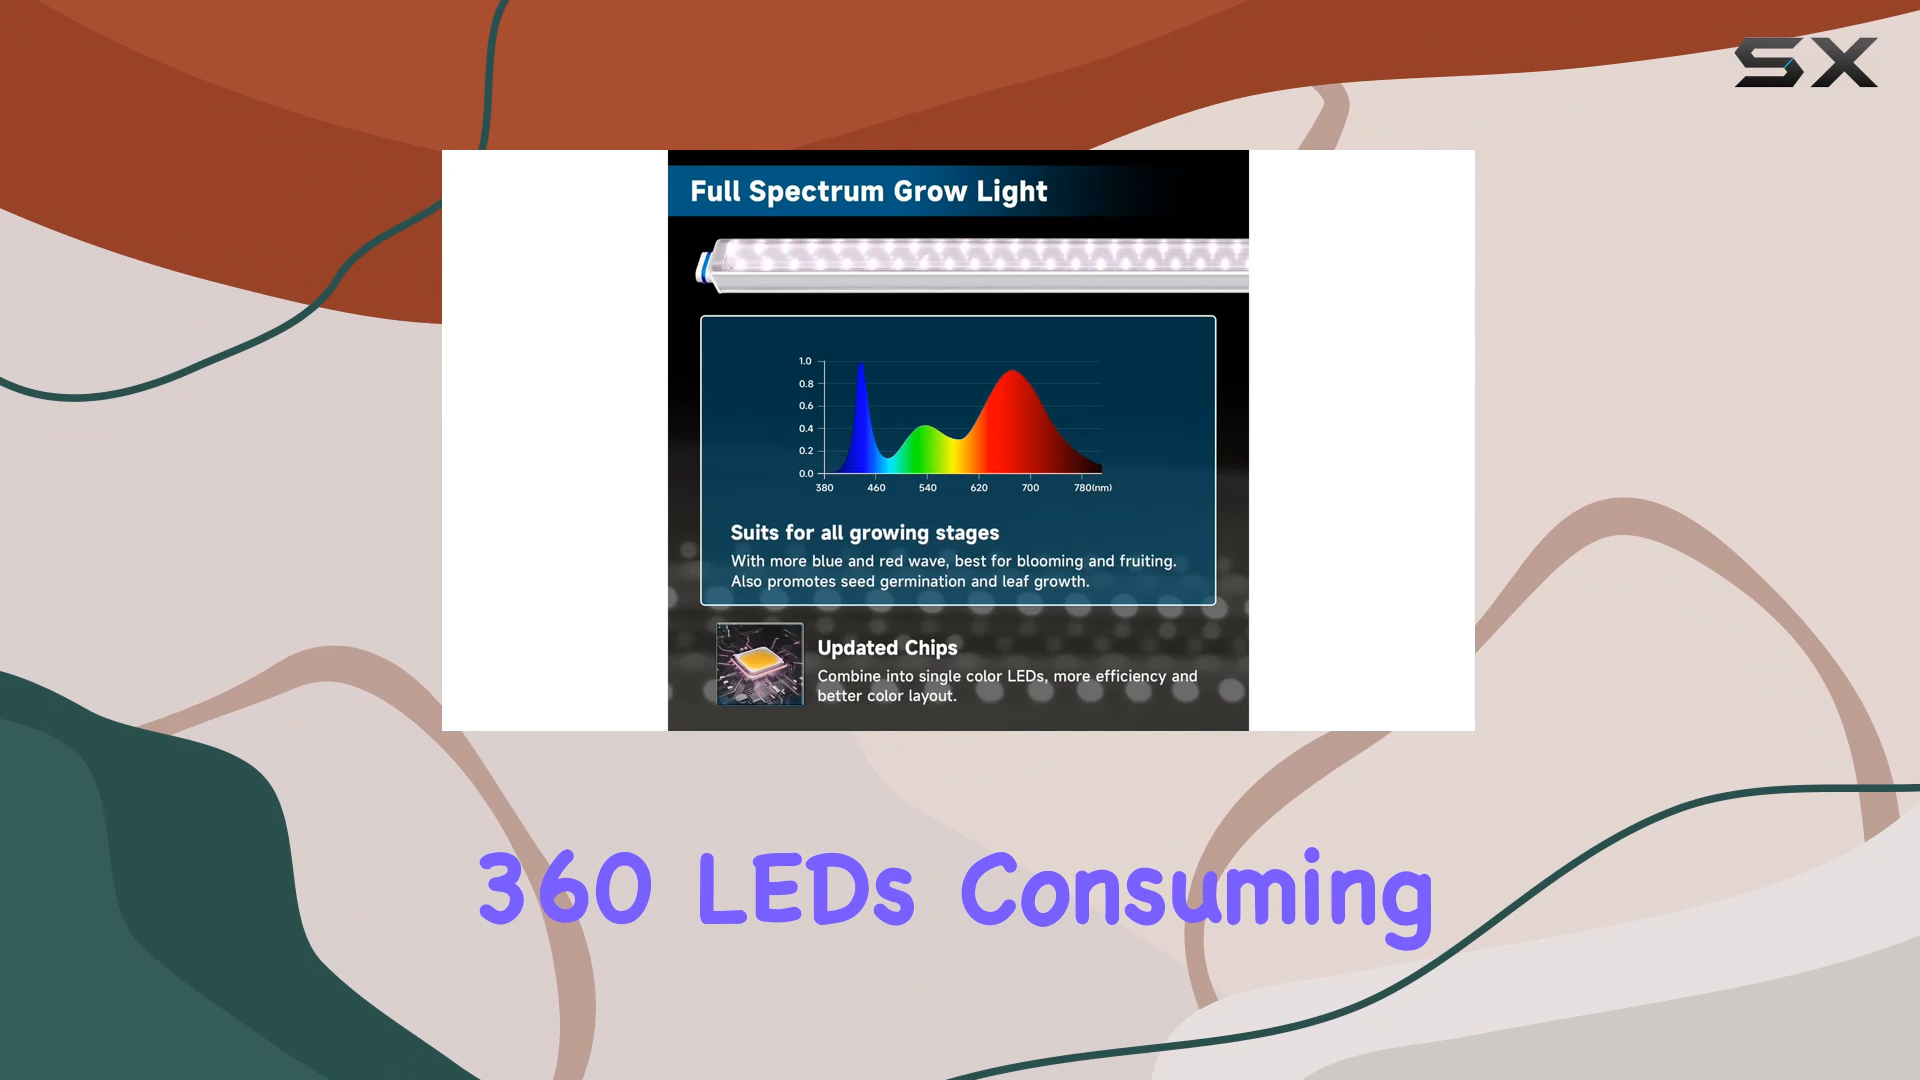 SX
Full Spectrum Grow Light
1.0
0.8
0.6
0.4
0.2
0.0
380 460 540 620 700 780(nm)
Suits for all growing stages
With more blue and red wave, best for blooming and fruiting.
Also promotes seed germination and leaf growth.
Updated Chips
Combine into single color LEDs, more efficiency and
better color layout.
360 LEDs Consuming